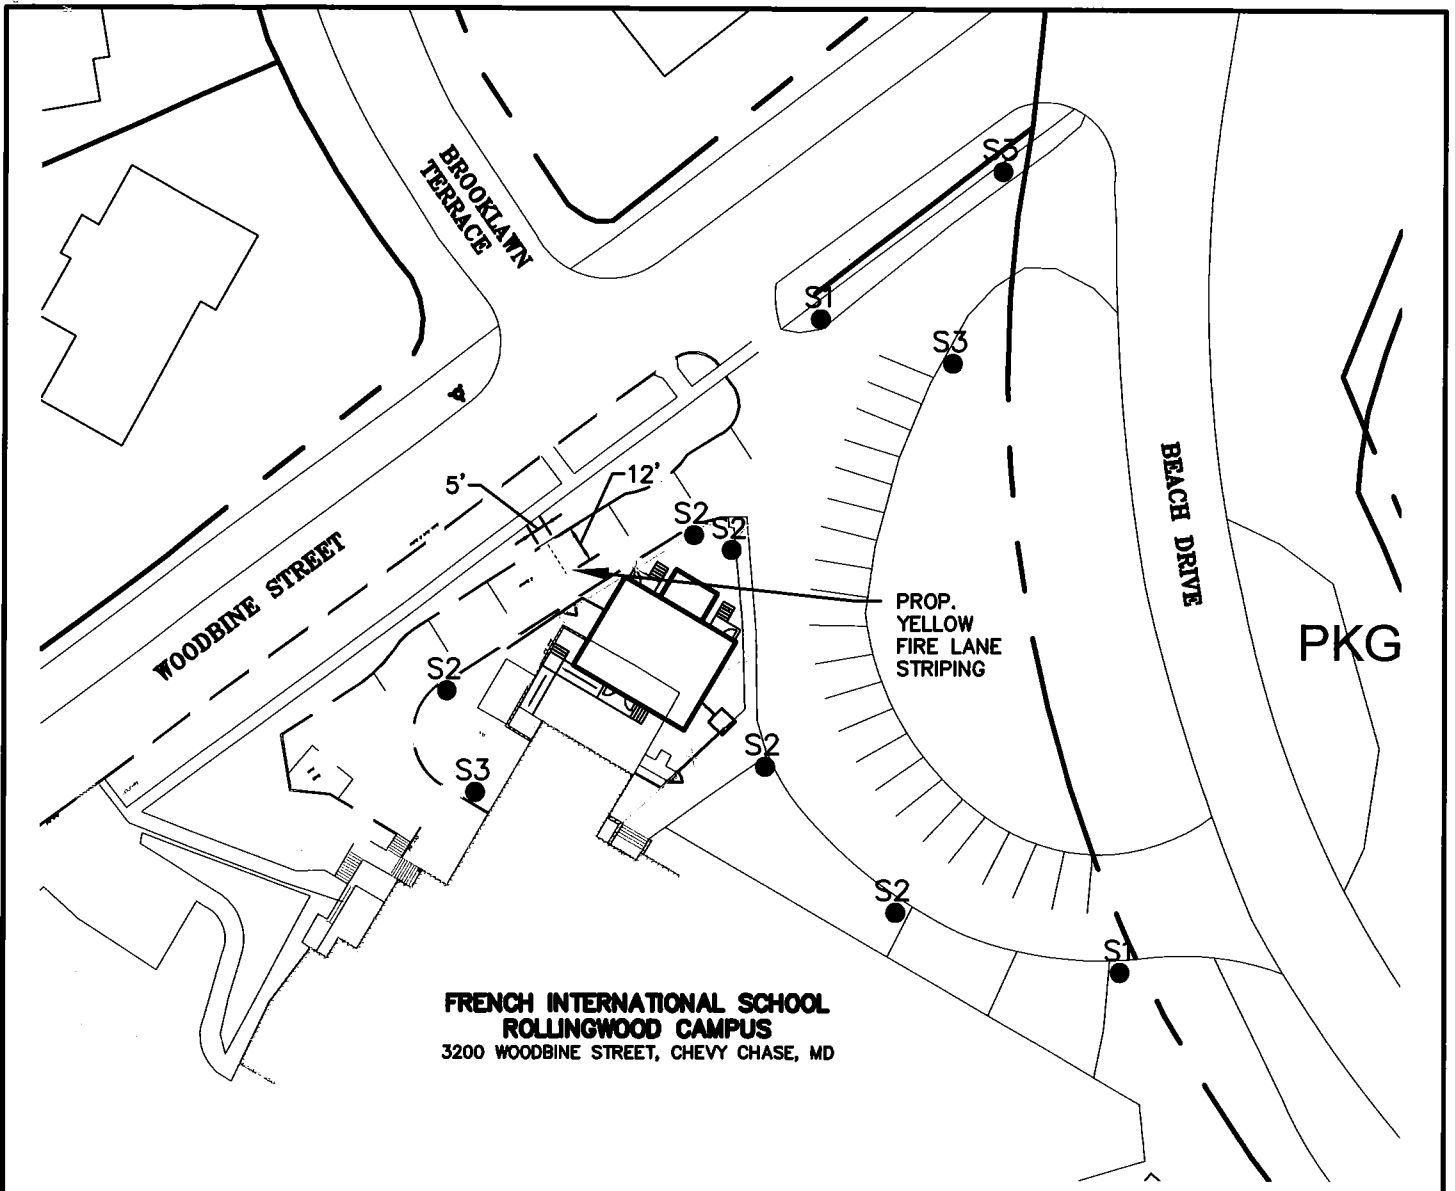 BROOKLAWN
TERRACE
S3
S1
S3
5'
12'
S2
S2
BEACH DRIVE
WOODBINE STREET
PROP.
YELLOW
FIRE LANE
STRIPING
PKG
S2
S3
S2
S2
S1
FRENCH INTERNATIONAL SCHOOL
ROLLINGWOOD CAMPUS
3200 WOODBINE STREET, CHEVY CHASE, MD